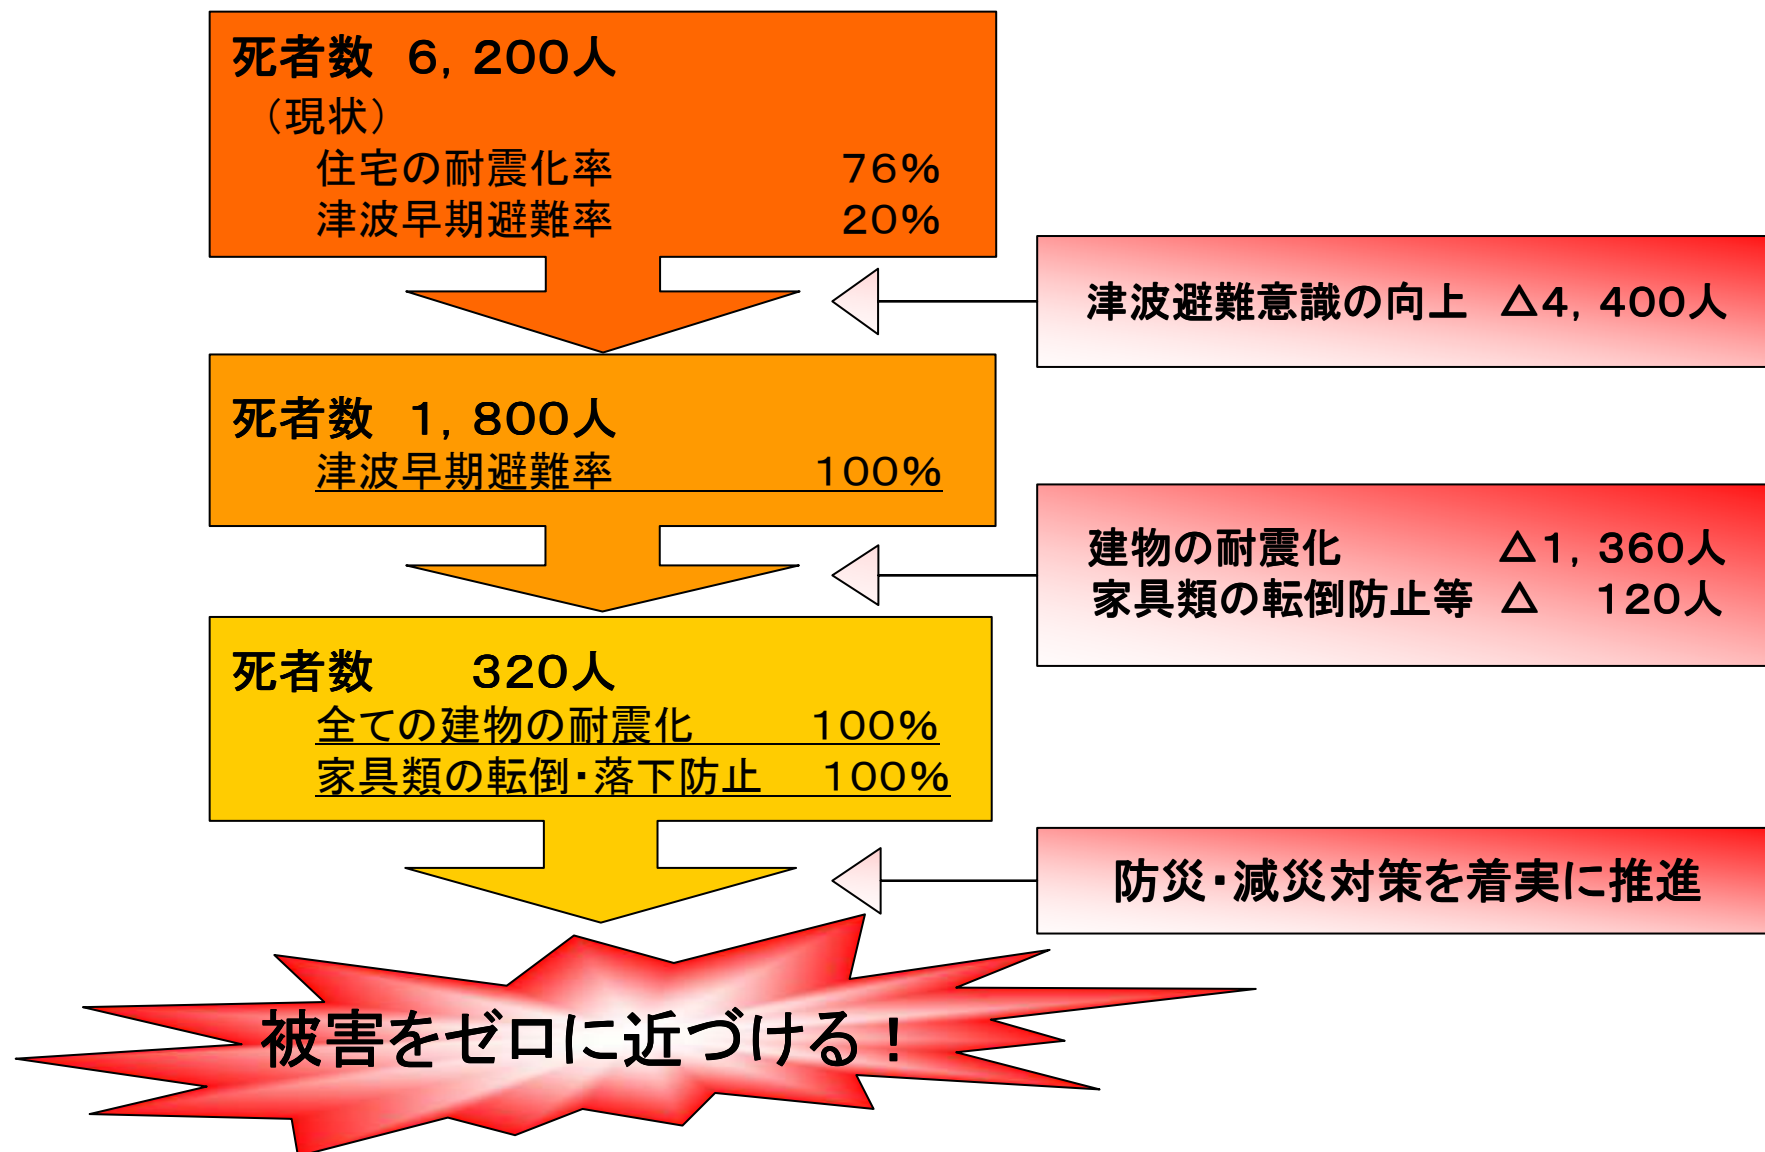 死者数 ６，２００人
（現状）
住宅の耐震化率 ７６％
津波早期避難率 ２０％
津波避難意識の向上 △４，４００人
死者数 １，８００人
津波早期避難率 １００％
建物の耐震化 △１，３６０人
家具類の転倒防止等 △ １２０人
死者数 ３２０人
全ての建物の耐震化 １００％
家具類の転倒・落下防止 １００％
防災・減災対策を着実に推進
被害をゼロに近づける！